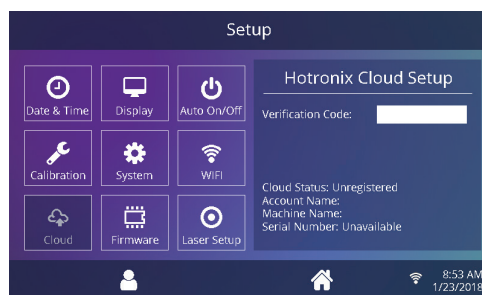 Setup
Date & Time
Display
Auto On/Off
Calibration
System
WIFI
Cloud
Firmware
Laser Setup
Hotronix Cloud Setup
Verification Code:
Cloud Status: Unregistered
Account Name:
Machine Name:
Serial Number: Unavailable
8:53 AM
1/23/2018